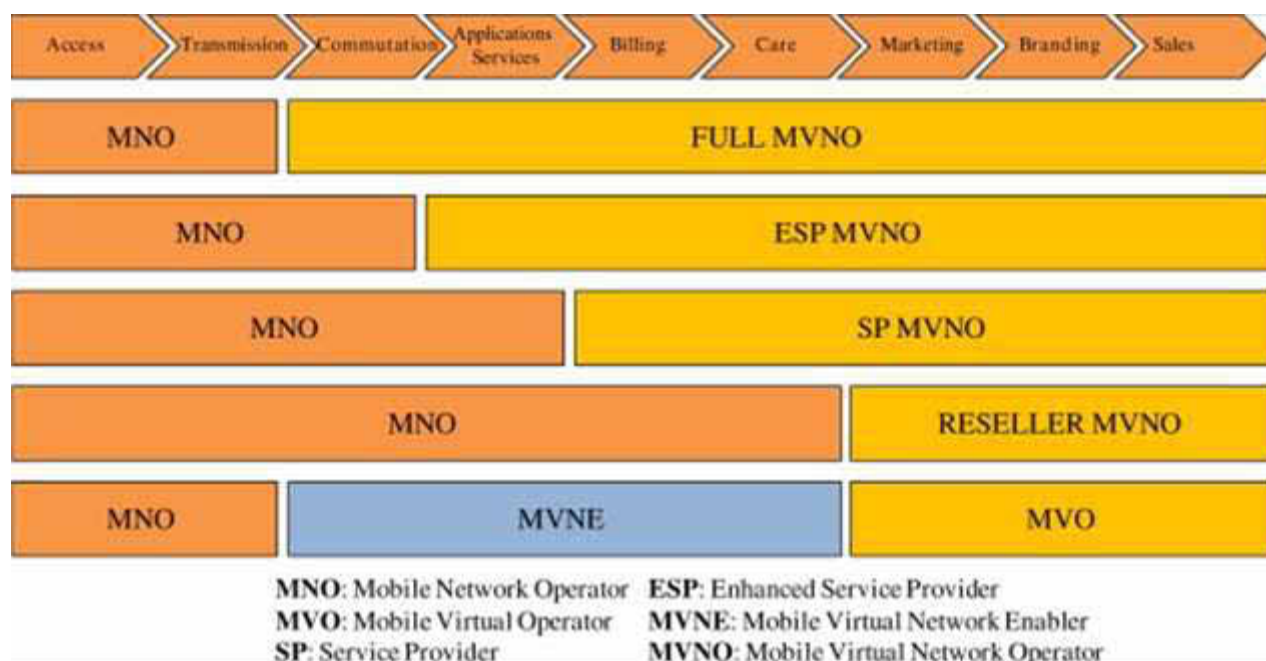 Access Transmission Commutation Applications Services Billing Care Marketing Branding Sales
MNO FULL MVNO
MNO ESP MVNO
MNO SP MVNO
MNO RESELLER MVNO
MNO MVNE MVO
MNO: Mobile Network Operator ESP: Enhanced Service Provider
MVO: Mobile Virtual Operator MVNE: Mobile Virtual Network Enabler
SP: Service Provider MVNO: Mobile Virtual Network Operator